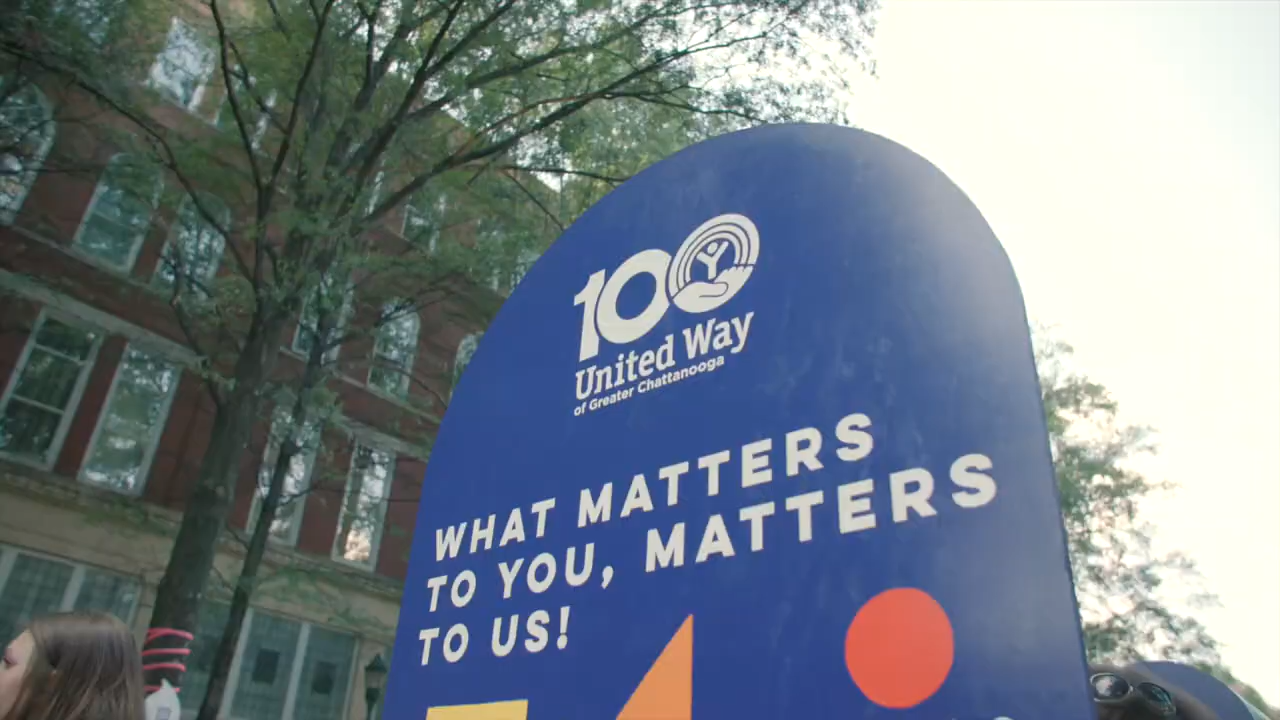 100
United Way
of Greater Chattanooga
WHAT MATTERS
TO YOU, MATTERS
TO US!